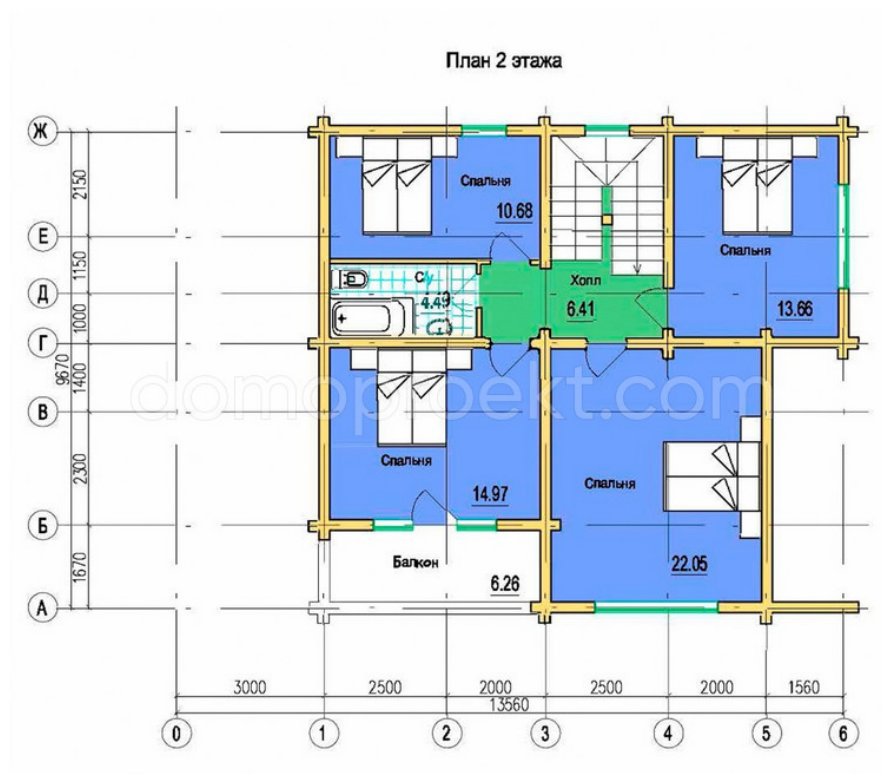 План 2 этажа
Ж
2150
Спальня
10.68
Е
Спальня
1150
С/у
Холл
Д
4.49
6.41
13.66
1000
Г
9670
1400
domoproekt.com
В
Спальня
2300
Спальня
14.97
Б
Балкон
22.05
1670
6.26
А
3000 2500 2000 2500 2000 1560
13560
0 1 2 3 4 5 6